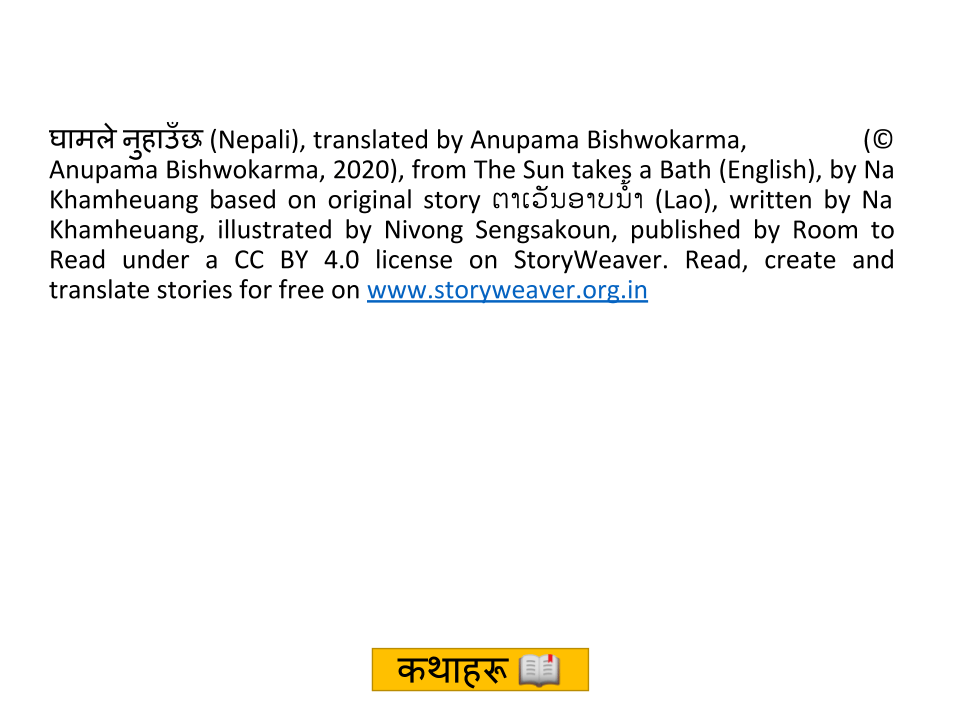 घामले नुहाउँछ (Nepali), translated by Anupama Bishwokarma, (©
Anupama Bishwokarma, 2020), from The Sun takes a Bath (English), by Na
Khamheuang based on original story ຕາເວັນອາບນ້ຳ (Lao), written by Na
Khamheuang, illustrated by Nivong Sengsakoun, published by Room to
Read under a CC BY 4.0 license on StoryWeaver. Read, create and
translate stories for free on www.storyweaver.org.in
कथाहरू